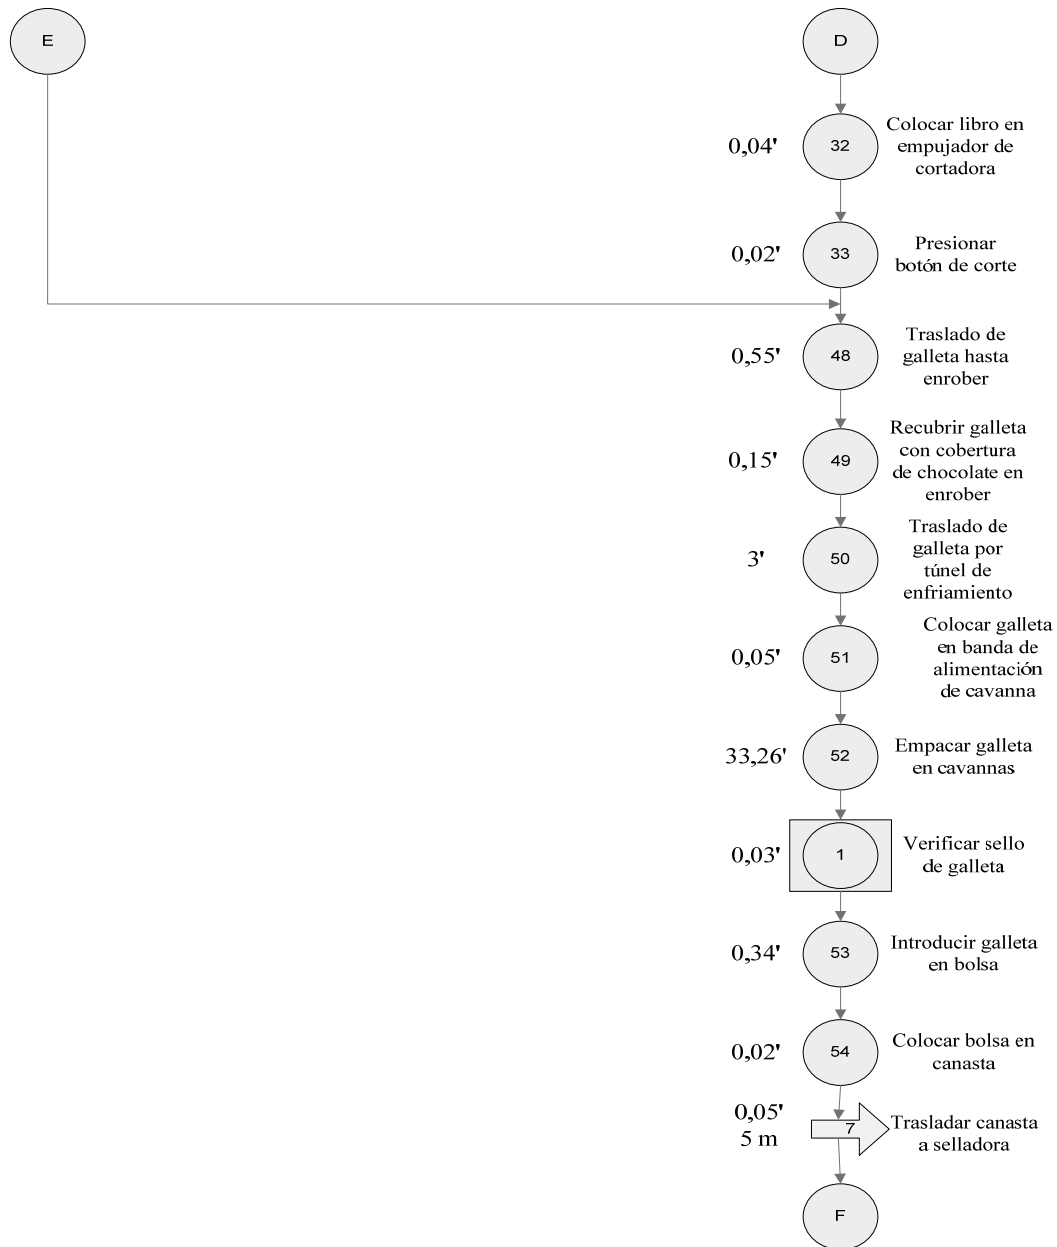 E
D
0,04'
32
Colocar libro en
empujador de
cortadora
0,02'
33
Presionar
botón de corte
0,55'
48
Traslado de
galleta hasta
enrober
0,15'
49
Recubrir galleta
con cobertura
de chocolate en
enrober
3'
50
Traslado de
galleta por
túnel de
enfriamiento
0,05'
51
Colocar galleta
en banda de
alimentación
de cavanna
33,26'
52
Empacar galleta
en cavannas
0,03'
1
Verificar sello
de galleta
0,34'
53
Introducir galleta
en bolsa
0,02'
54
Colocar bolsa en
canasta
0,05'
5 m
7
Trasladar canasta
a selladora
F